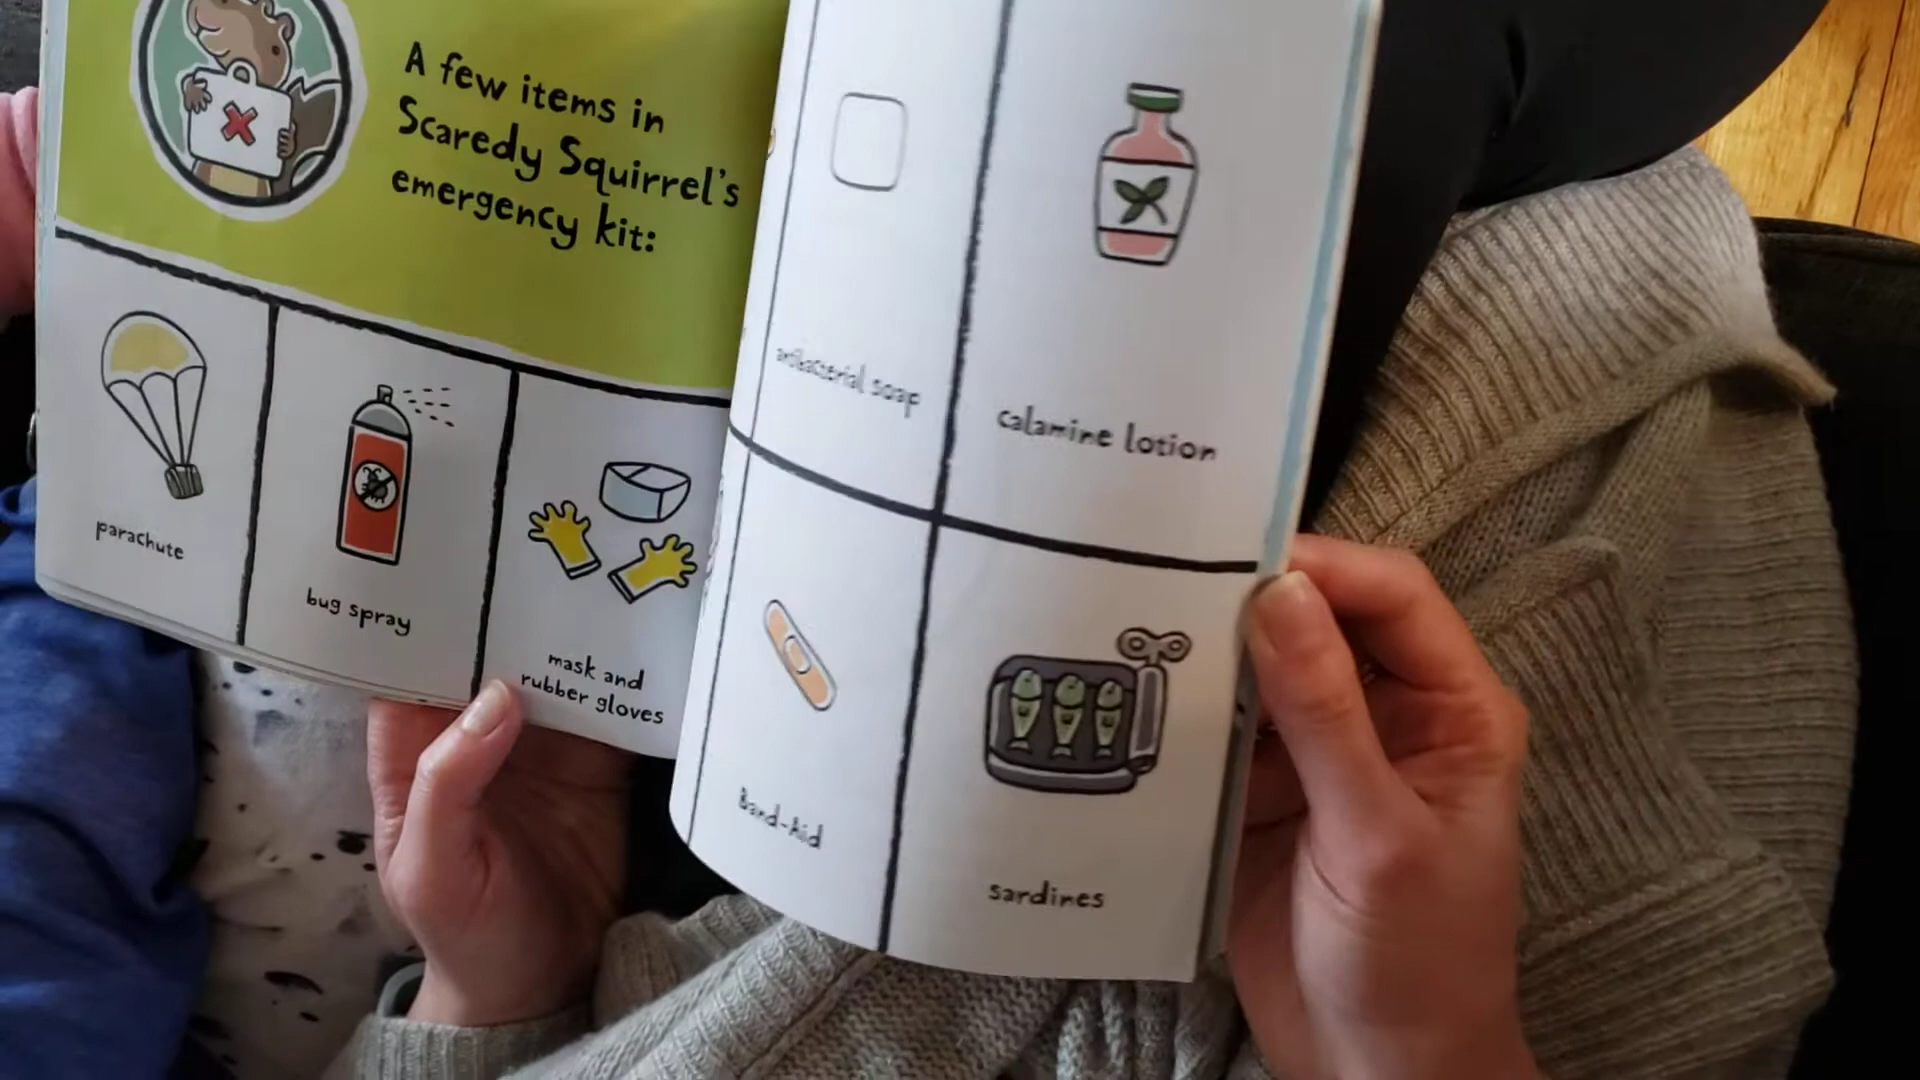 A few items in
Scaredy Squirrel's
emergency kit:
parachute
bug spray
mask and
rubber gloves
antibacterial soap
calamine lotion
Band-Aid
sardines